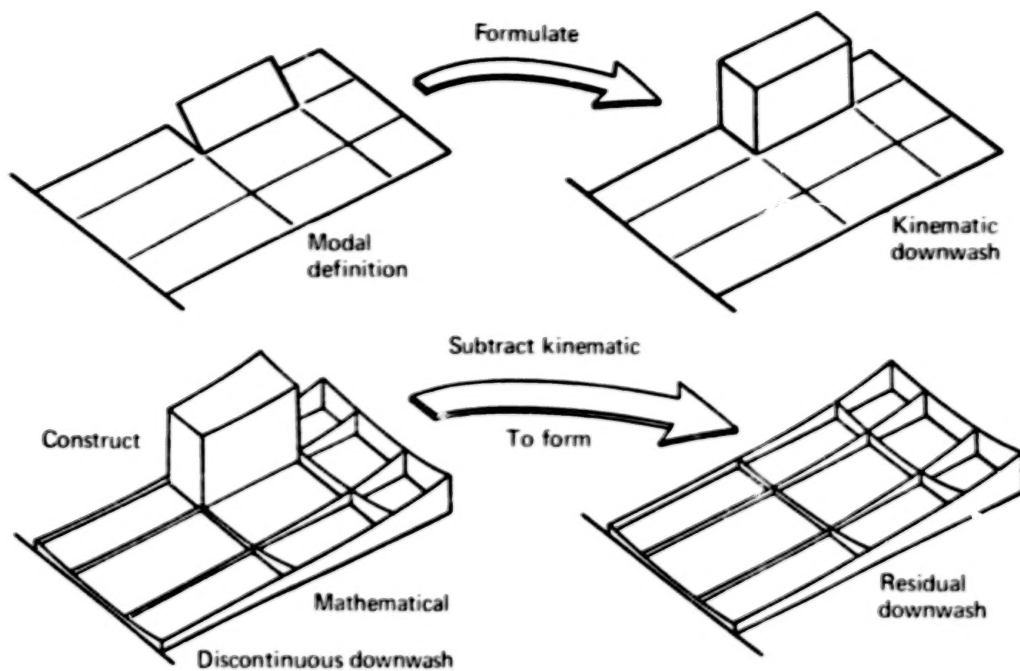 Formulate
Modal
definition
Kinematic
downwash
Subtract kinematic
Construct
To form
Mathematical
Residual
downwash
Discontinuous downwash